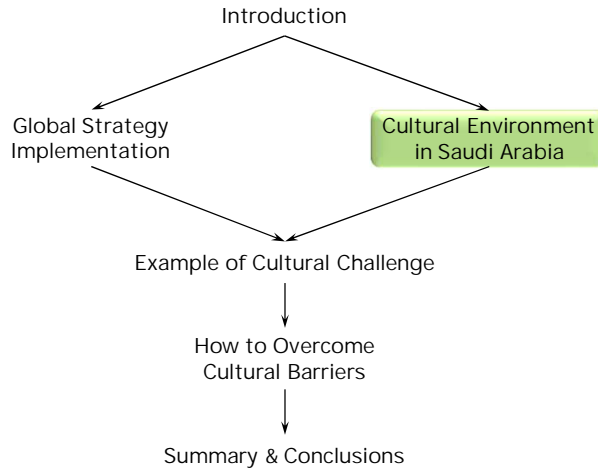 Introduction
Global Strategy
Implementation
Cultural Environment
in Saudi Arabia
Example of Cultural Challenge
How to Overcome
Cultural Barriers
Summary & Conclusions